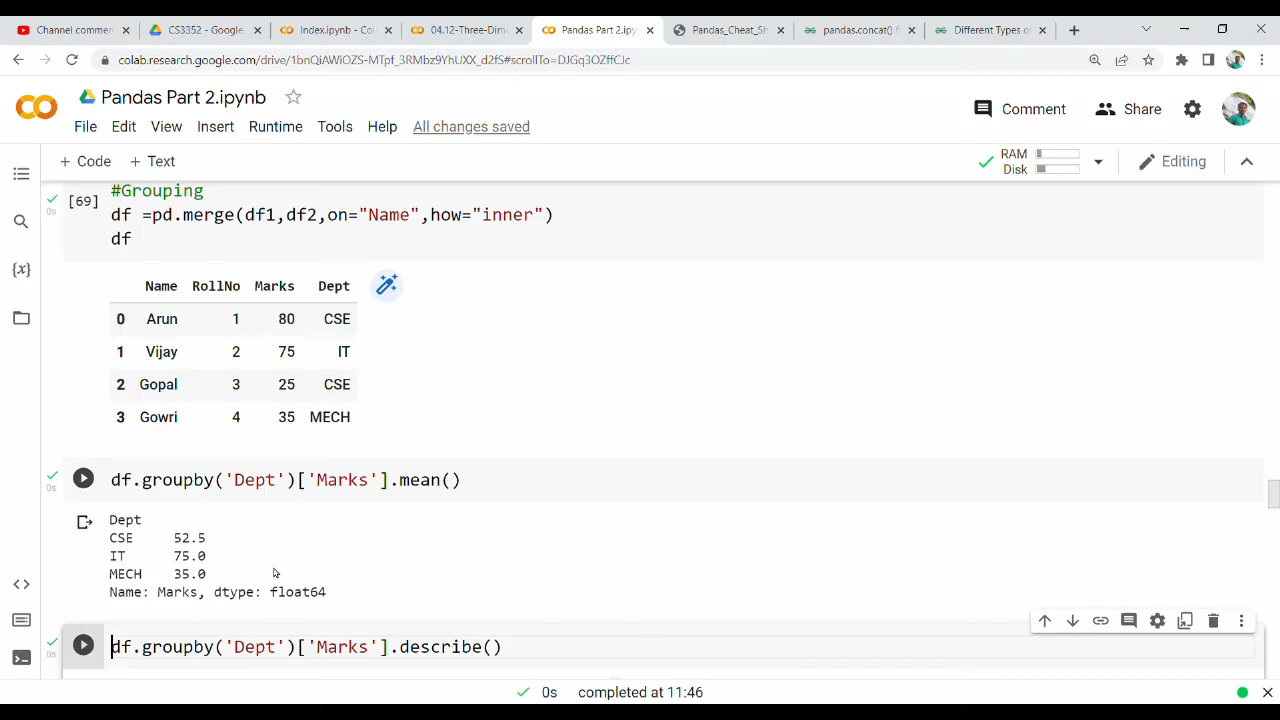 Channel commen
CS3352 - Google
Index.ipynb - Col
04.12-Three-Dim
Pandas Part 2.ipy
Pandas_Cheat_Sh
pandas.concat() f
Different Types o
colab.research.google.com/drive/1bnQiAWiOZS-MTpf_3RMbz9YhUXX_d2fS#scrollTo=DJGq3OZffCJc
Pandas Part 2.ipynb
Comment
Share
File Edit View Insert Runtime Tools Help All changes saved
+ Code + Text
RAM
Disk
Editing
#Grouping
[69]
0s
df =pd.merge(df1,df2,on="Name",how="inner")
df
Name RollNo Marks Dept
0 Arun 1 80 CSE
1 Vijay 2 75 IT
2 Gopal 3 25 CSE
3 Gowri 4 35 MECH
df.groupby('Dept')['Marks'].mean()
0s
Dept
CSE 52.5
IT 75.0
MECH 35.0
Name: Marks, dtype: float64
df.groupby('Dept')['Marks'].describe()
0s
0s completed at 11:46